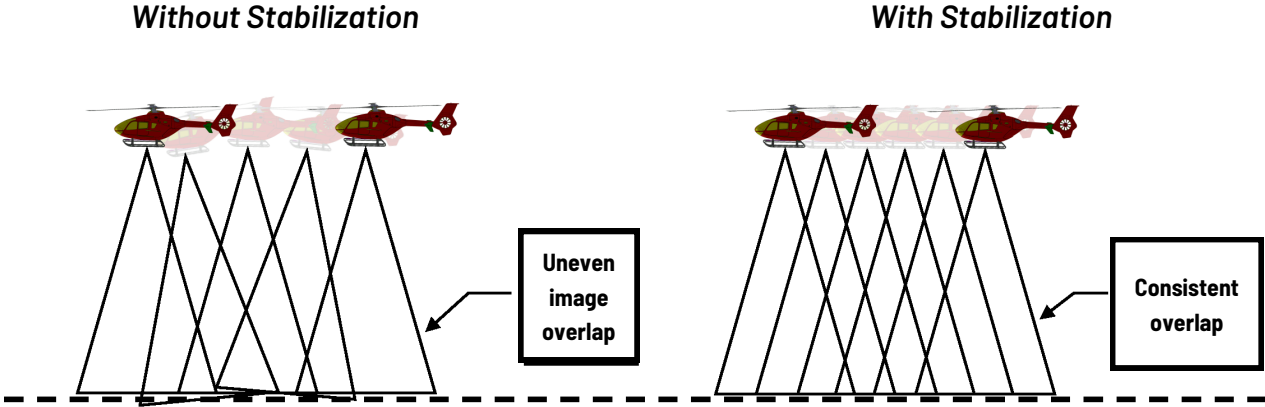 Without Stabilization
With Stabilization
Uneven
image
overlap
Consistent
overlap